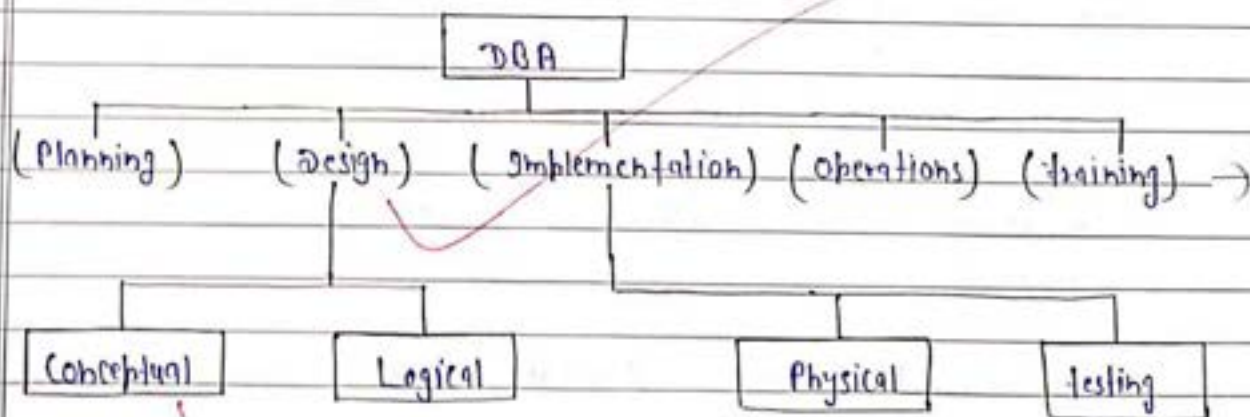 DBA
(Planning) (Design) (Implementation) (Operations) (training) →
Conceptual Logical Physical testing